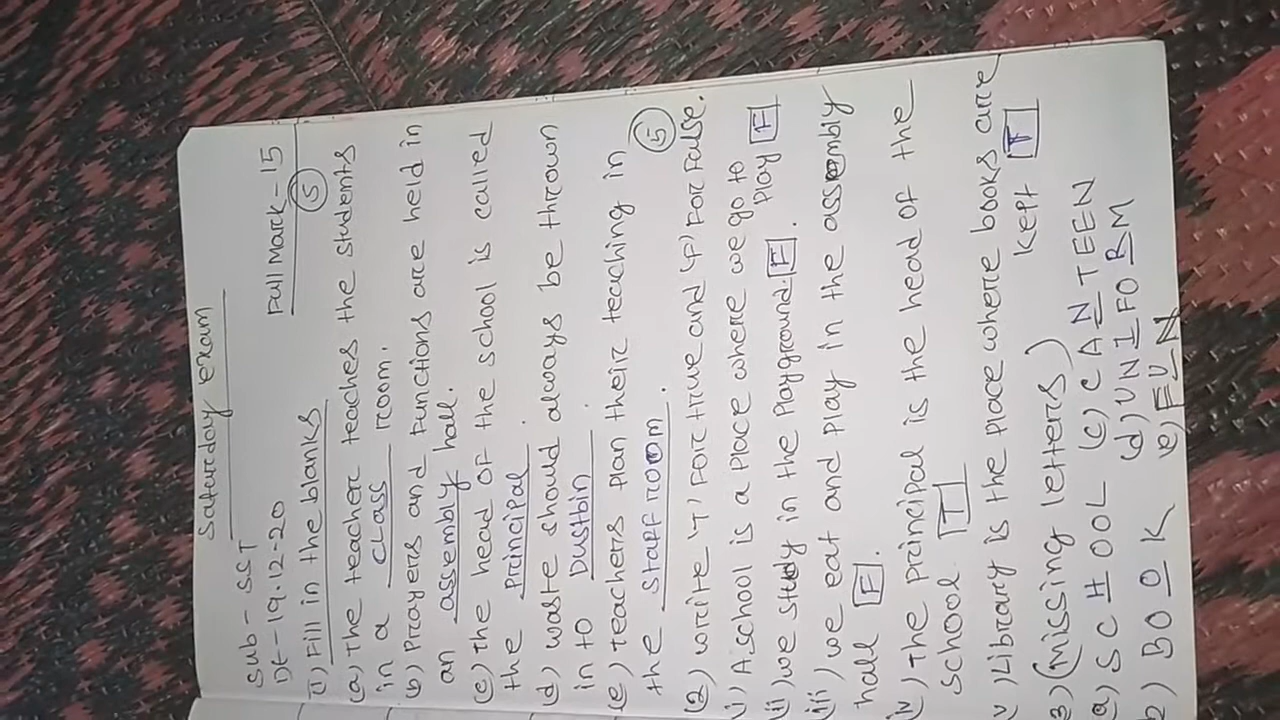 Saturday exam
Sub - SST
Dt - 19.12-20 Full Mark - 15
1) Fill in the blanks (5)
(a) The teacher teaches the students
in a class room.
(b) Prayers and functions are held in
an assembly hall.
(c) The head of the school is called
the principal.
(d) waste should always be thrown
in to Dustbin.
(e) teachers plan their teaching in
the staff room. (5)
(2) write 'T' For true and 'F' For False.
i) A school is a place where we go to
play F
(ii) we study in the playground. F.
(iii) we eat and play in the assembly
hall F.
iv) The principal is the head of the
school T
v) Library is the place where books are
kept T
3) (Missing letters)
(a) S C H O O L (c) C A N T E E N
b) B O O K (d) U N I F O R M
e) F U N